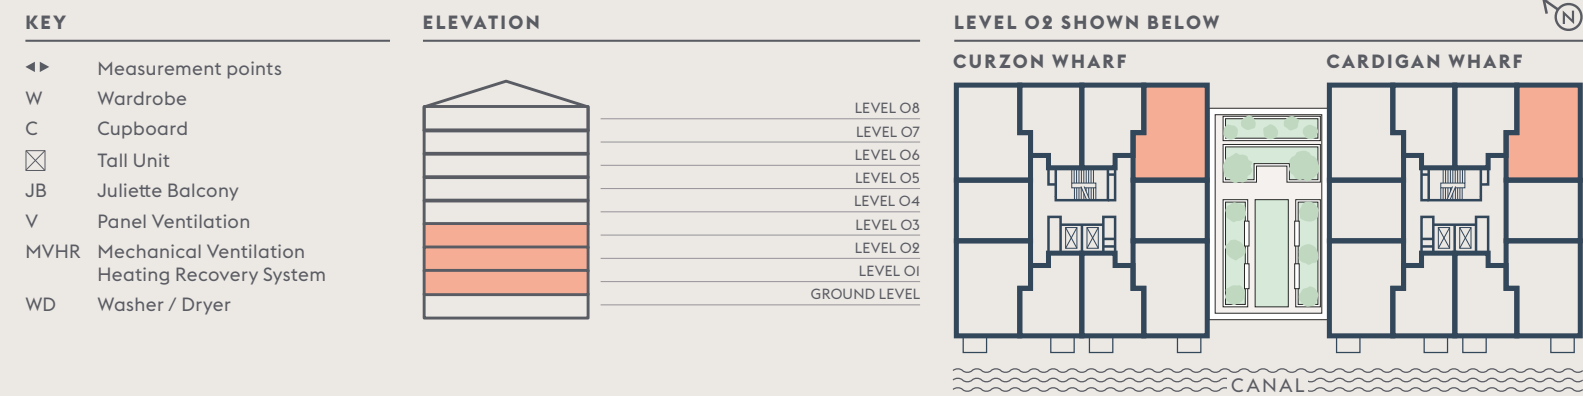 KEY
Measurement points
W Wardrobe
C Cupboard
Tall Unit
JB Juliette Balcony
V Panel Ventilation
MVHR Mechanical Ventilation
Heating Recovery System
WD Washer / Dryer
ELEVATION
LEVEL 08
LEVEL 07
LEVEL 06
LEVEL 05
LEVEL 04
LEVEL 03
LEVEL 02
LEVEL 01
GROUND LEVEL
LEVEL 02 SHOWN BELOW
N
CURZON WHARF
CARDIGAN WHARF
CANAL